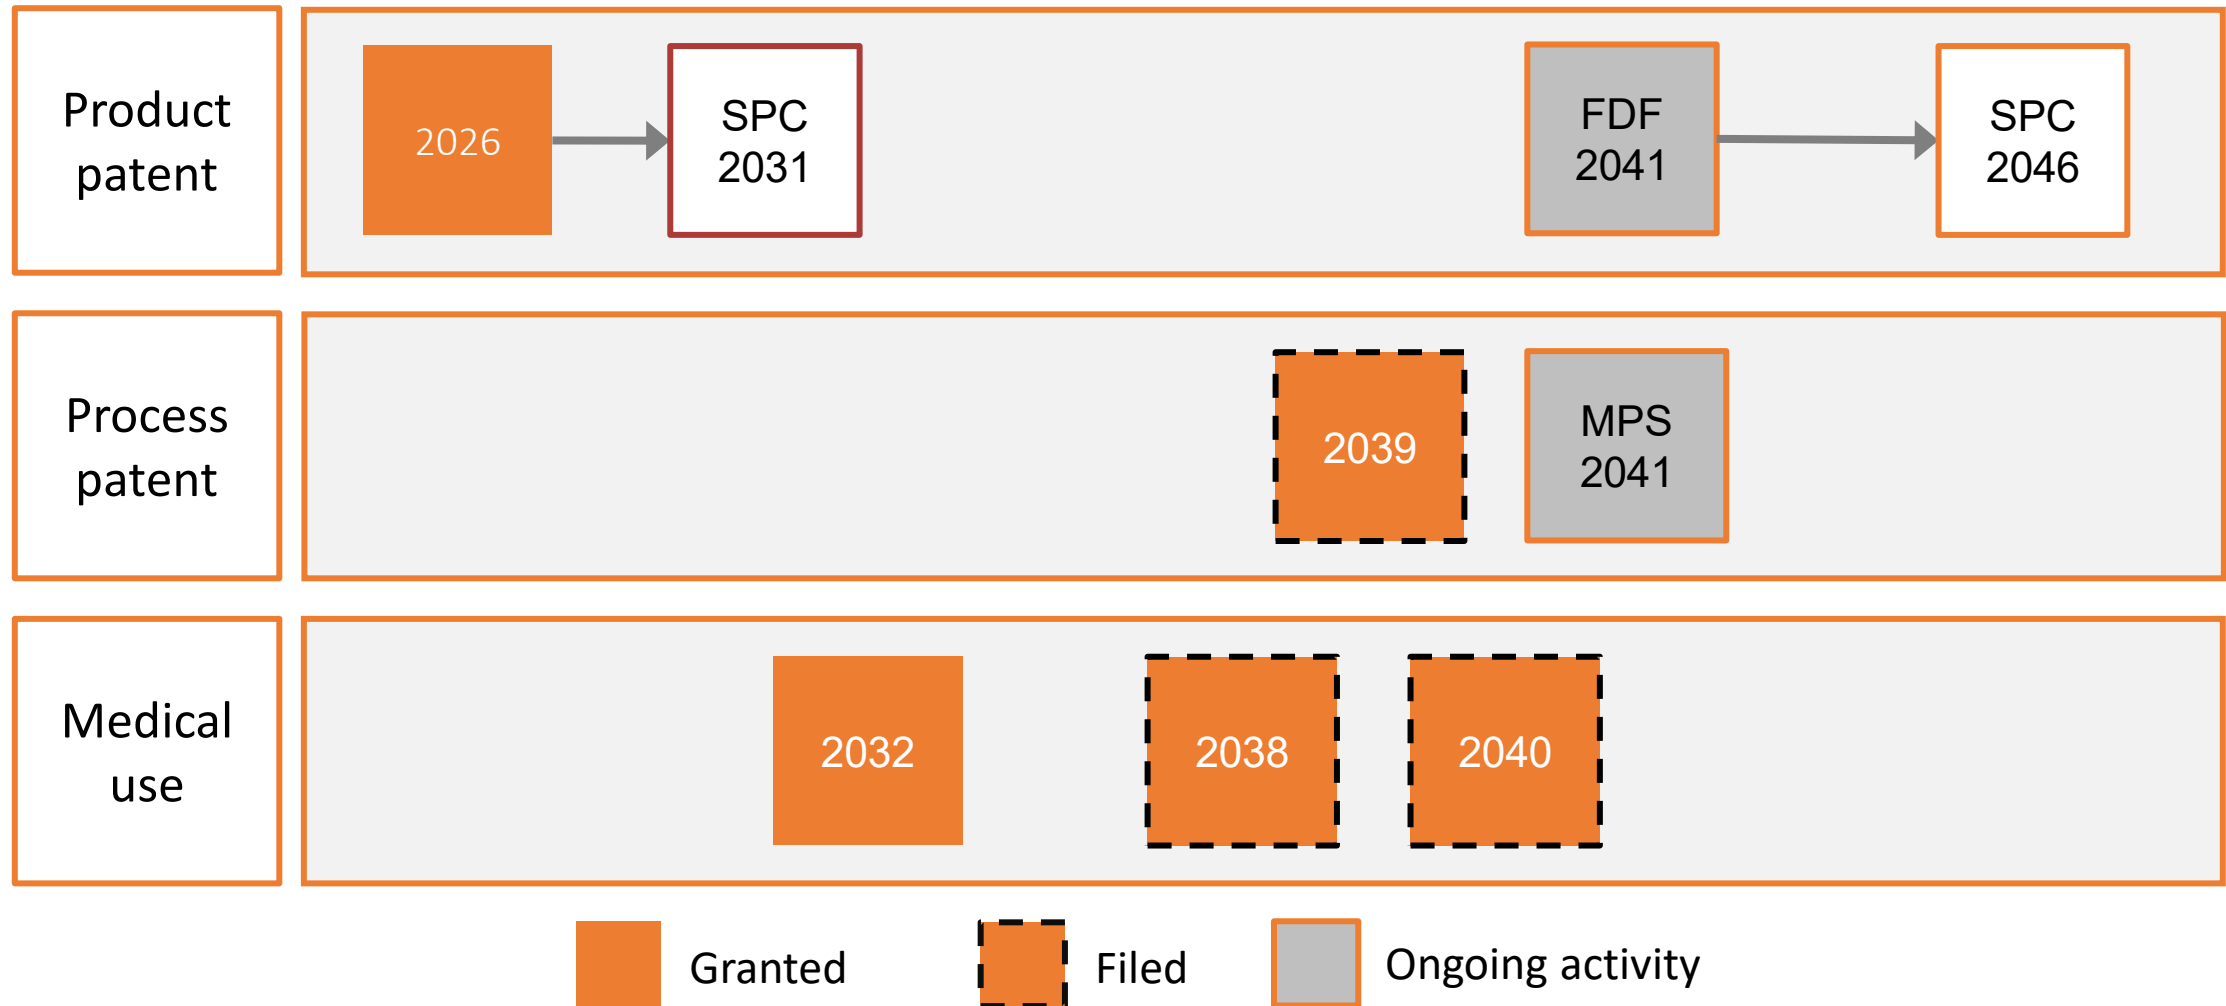 Product
patent
2026
SPC
2031
FDF
2041
SPC
2046
Process
patent
2039
MPS
2041
Medical
use
2032
2038
2040
Granted
Filed
Ongoing activity